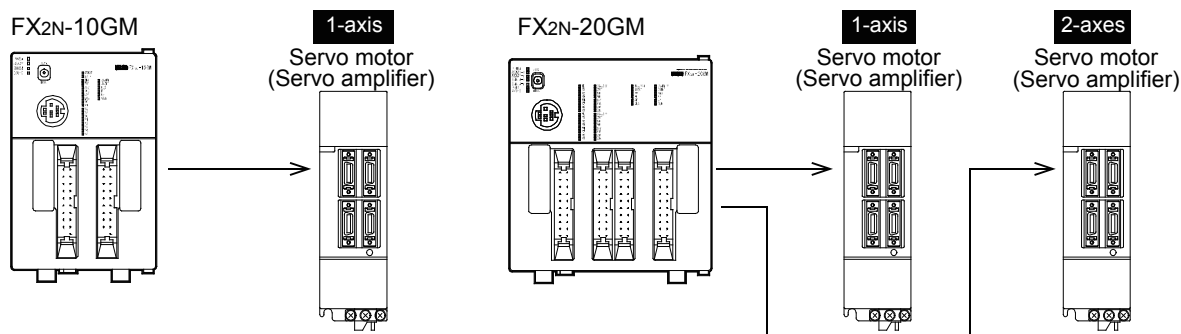 FX2N-10GM
1-axis
Servo motor
(Servo amplifier)
FX2N-20GM
1-axis
Servo motor
(Servo amplifier)
2-axes
Servo motor
(Servo amplifier)